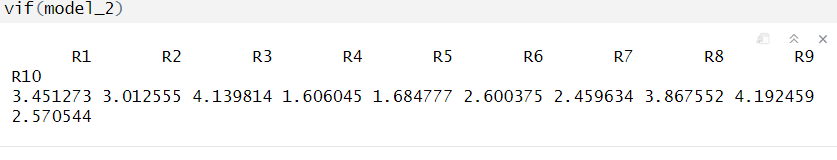 vif(model_2)
R1 R2 R3 R4 R5 R6 R7 R8 R9
R10
3.451273 3.012555 4.139814 1.606045 1.684777 2.600375 2.459634 3.867552 4.192459
2.570544